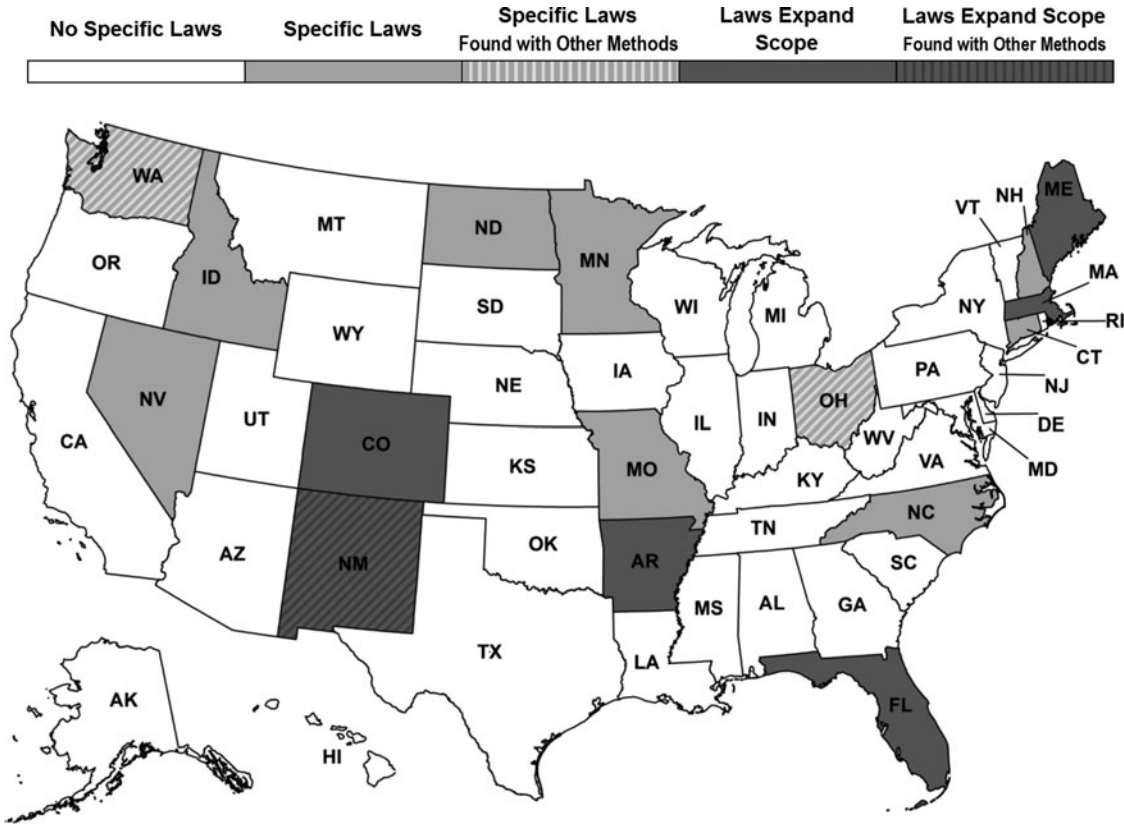 No Specific Laws
Specific Laws
Specific Laws
Found with Other Methods
Laws Expand
Scope
Laws Expand Scope
Found with Other Methods
WA
MT
ND
MN
OR
ID
SD
WI
MI
WY
NY
VT
NH
ME
MA
RI
CT
NJ
DE
MD
NE
IA
PA
NV
UT
CA
CO
KS
MO
IL
IN
OH
WV
VA
KY
NC
TN
AZ
NM
OK
AR
SC
MS
AL
GA
TX
LA
FL
AK
HI